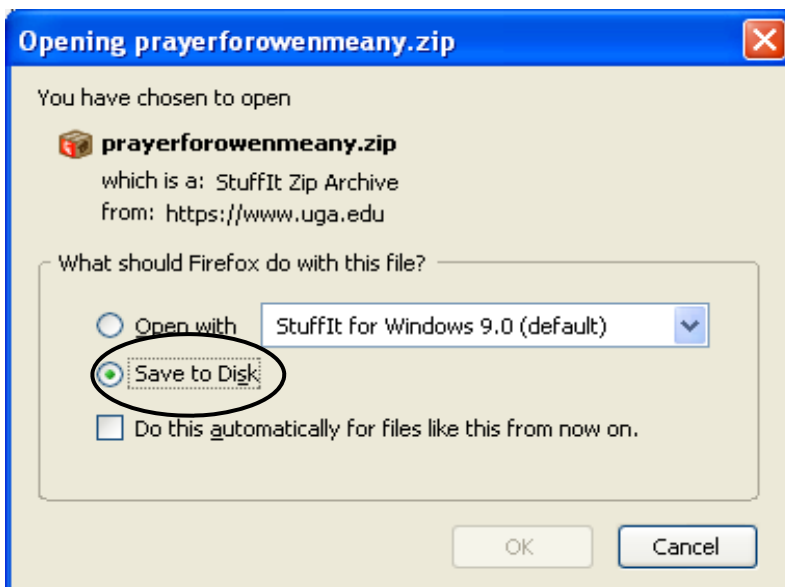 Opening prayerforowenmeany.zip
You have chosen to open
prayerforowenmeany.zip
which is a: StuffIt Zip Archive
from: https://www.uga.edu
What should Firefox do with this file?
Open with StuffIt for Windows 9.0 (default)
Save to Disk
Do this automatically for files like this from now on.
OK Cancel